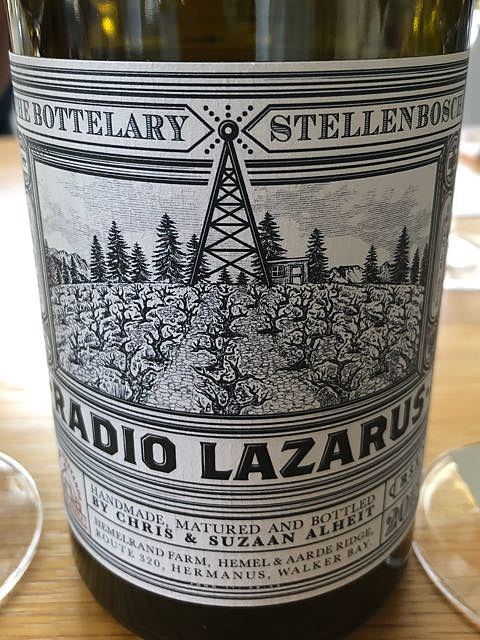 THE BOTTELARY STELLENBOSCH
RADIO LAZARUS
HANDMADE, MATURED AND BOTTLED
BY CHRIS & SUZAAN ALHEIT
HEMELRAND FARM, HEMEL & AARDE RIDGE,
ROUTE 320, HERMANUS, WALKER BAY.